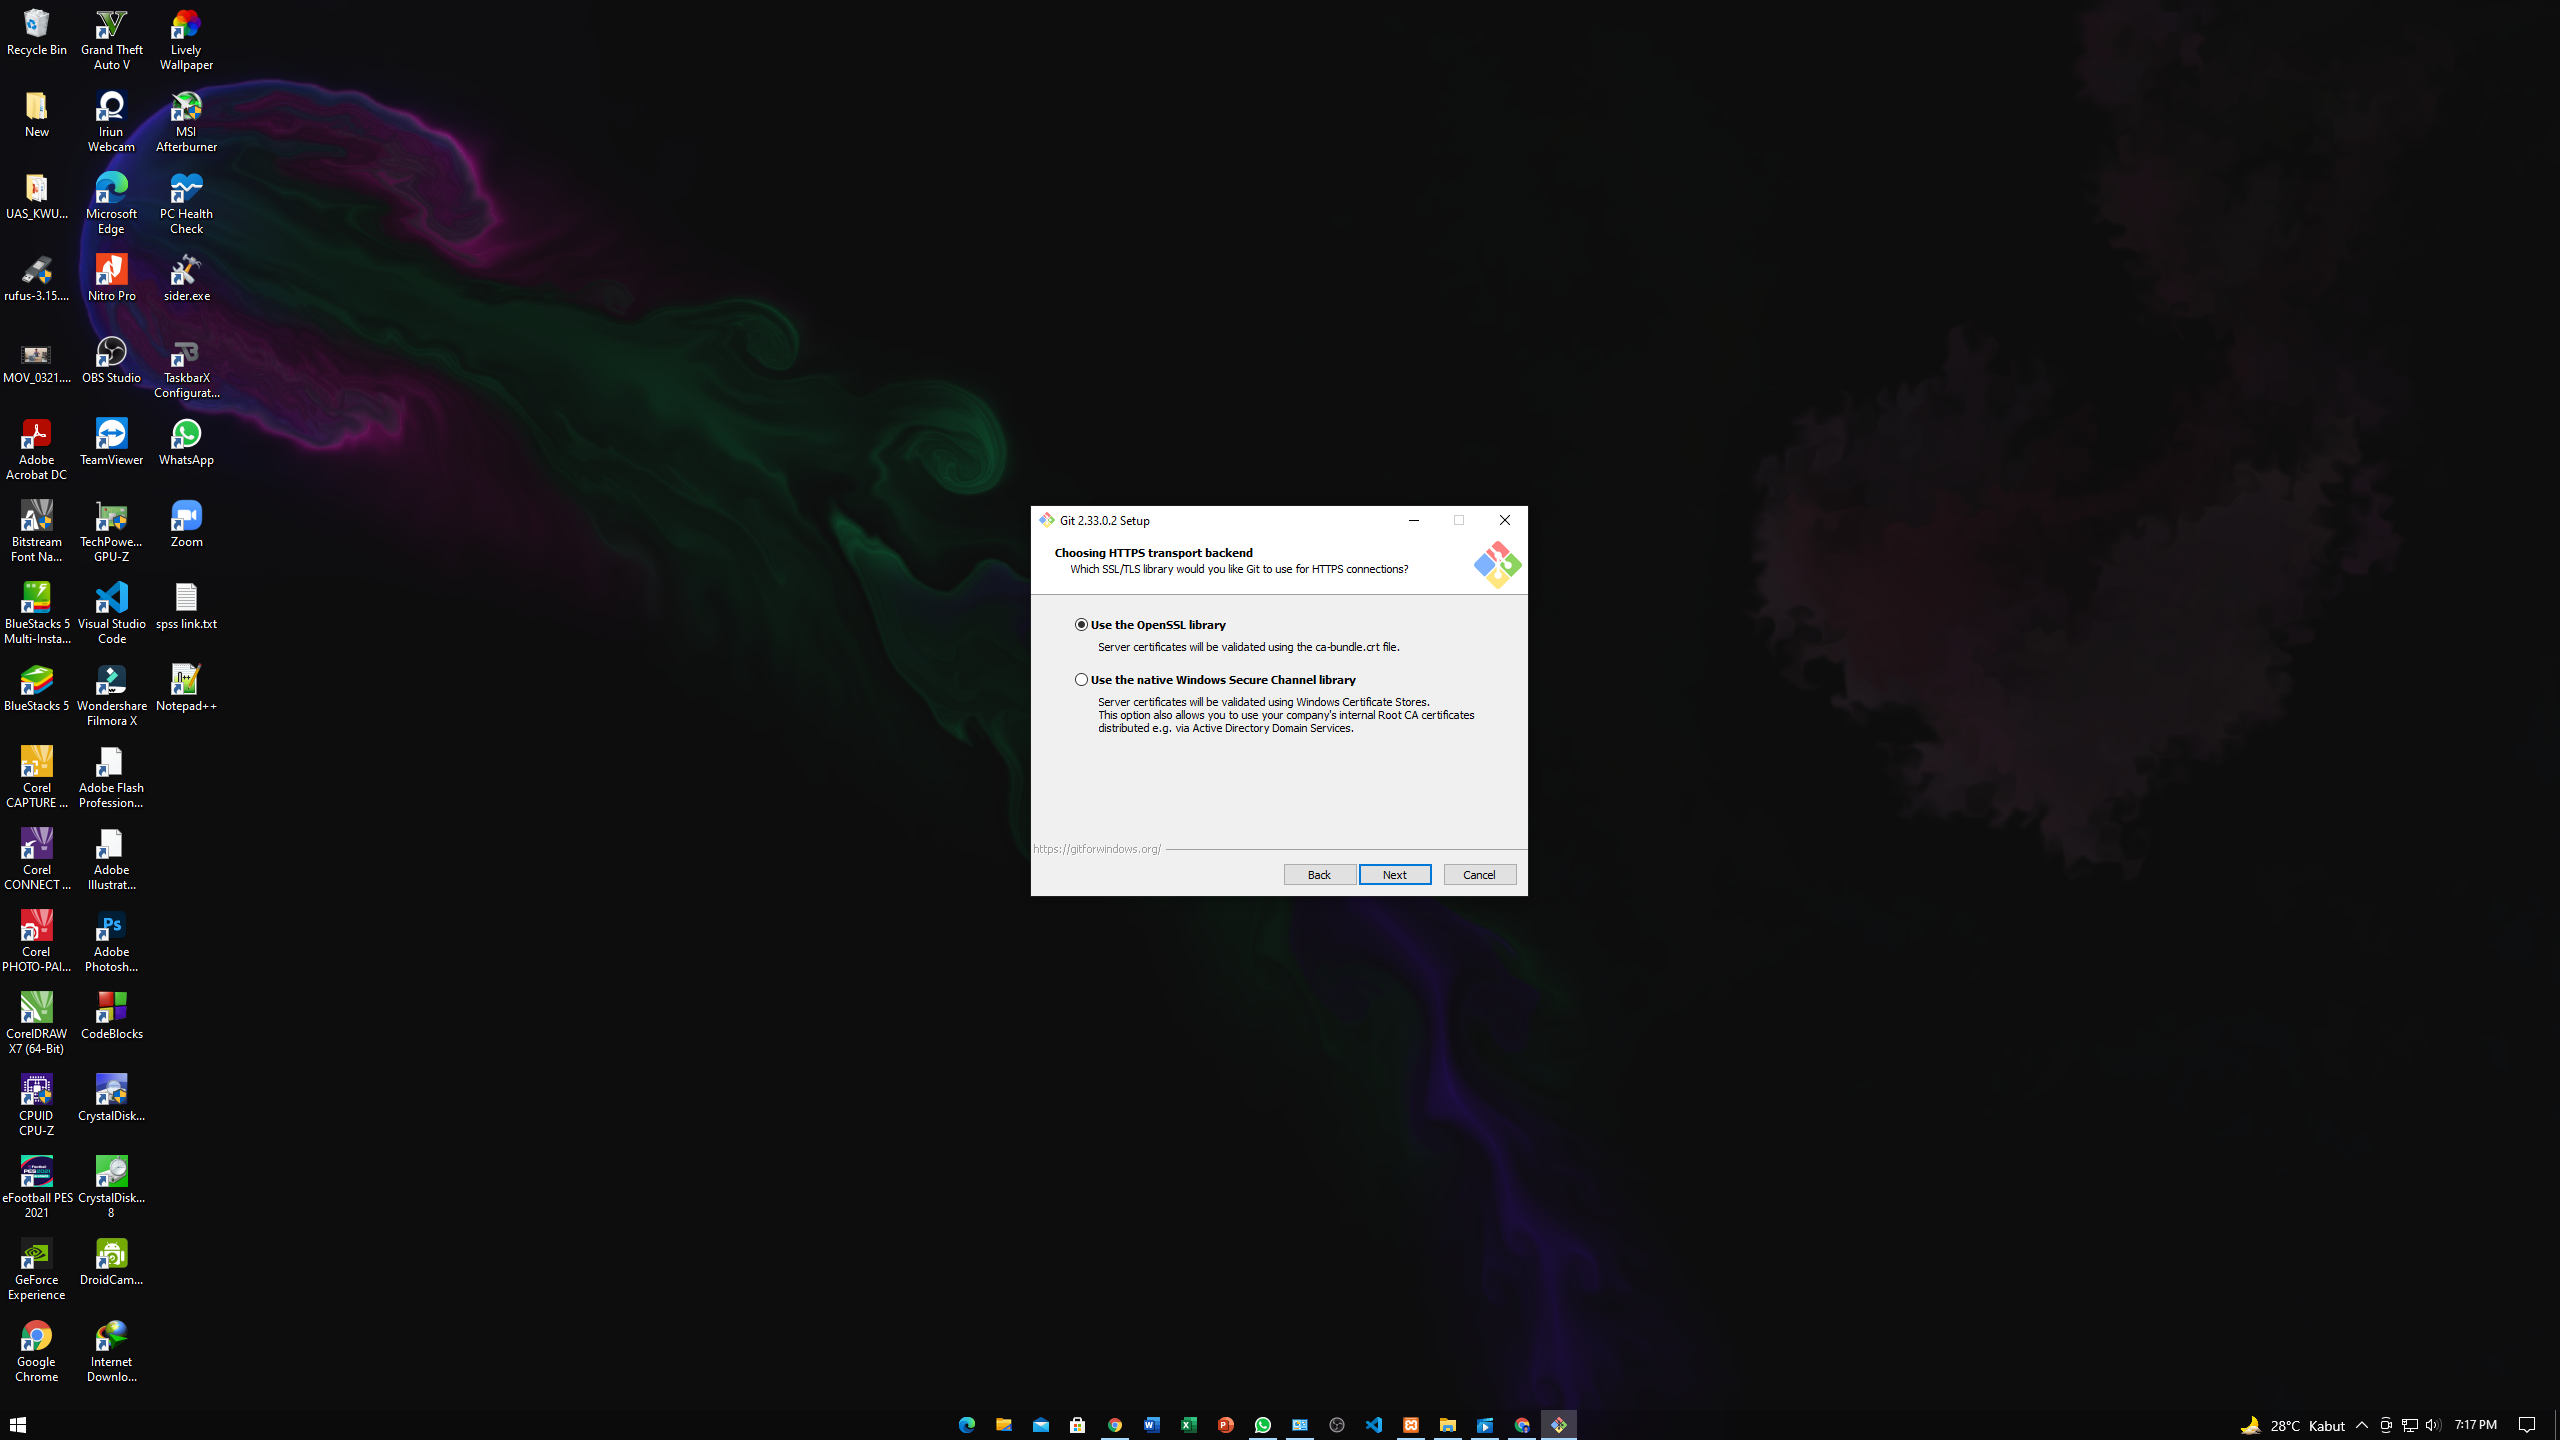 Recycle Bin
Grand Theft
Auto V
Lively
Wallpaper
New
Iriun
Webcam
MSI
Afterburner
UAS_KWU...
Microsoft
Edge
PC Health
Check
rufus-3.15....
Nitro Pro
sider.exe
MOV_0321....
OBS Studio
TaskbarX
Configurat...
Adobe
Acrobat DC
TeamViewer
WhatsApp
Bitstream
Font Na...
TechPowe...
GPU-Z
Zoom
BlueStacks 5
Multi-Insta...
Visual Studio
Code
spss link.txt
BlueStacks 5
Wondershare
Filmora X
Notepad++
Corel
CAPTURE ...
Adobe Flash
Profession...
Corel
CONNECT ...
Adobe
Illustrat...
Corel
PHOTO-PAI...
Adobe
Photosh...
CorelDRAW
X7 (64-Bit)
CodeBlocks
CPUID
CPU-Z
CrystalDisk...
eFootball PES
2021
CrystalDisk...
8
GeForce
Experience
DroidCam...
Google
Chrome
Internet
Downlo...
Git 2.33.0.2 Setup
Choosing HTTPS transport backend
Which SSL/TLS library would you like Git to use for HTTPS connections?
Use the OpenSSL library
Server certificates will be validated using the ca-bundle.crt file.
Use the native Windows Secure Channel library
Server certificates will be validated using Windows Certificate Stores.
This option also allows you to use your company's internal Root CA certificates
distributed e.g. via Active Directory Domain Services.
https://gitforwindows.org/
Back
Next
Cancel
28°C Kabut
7:17 PM